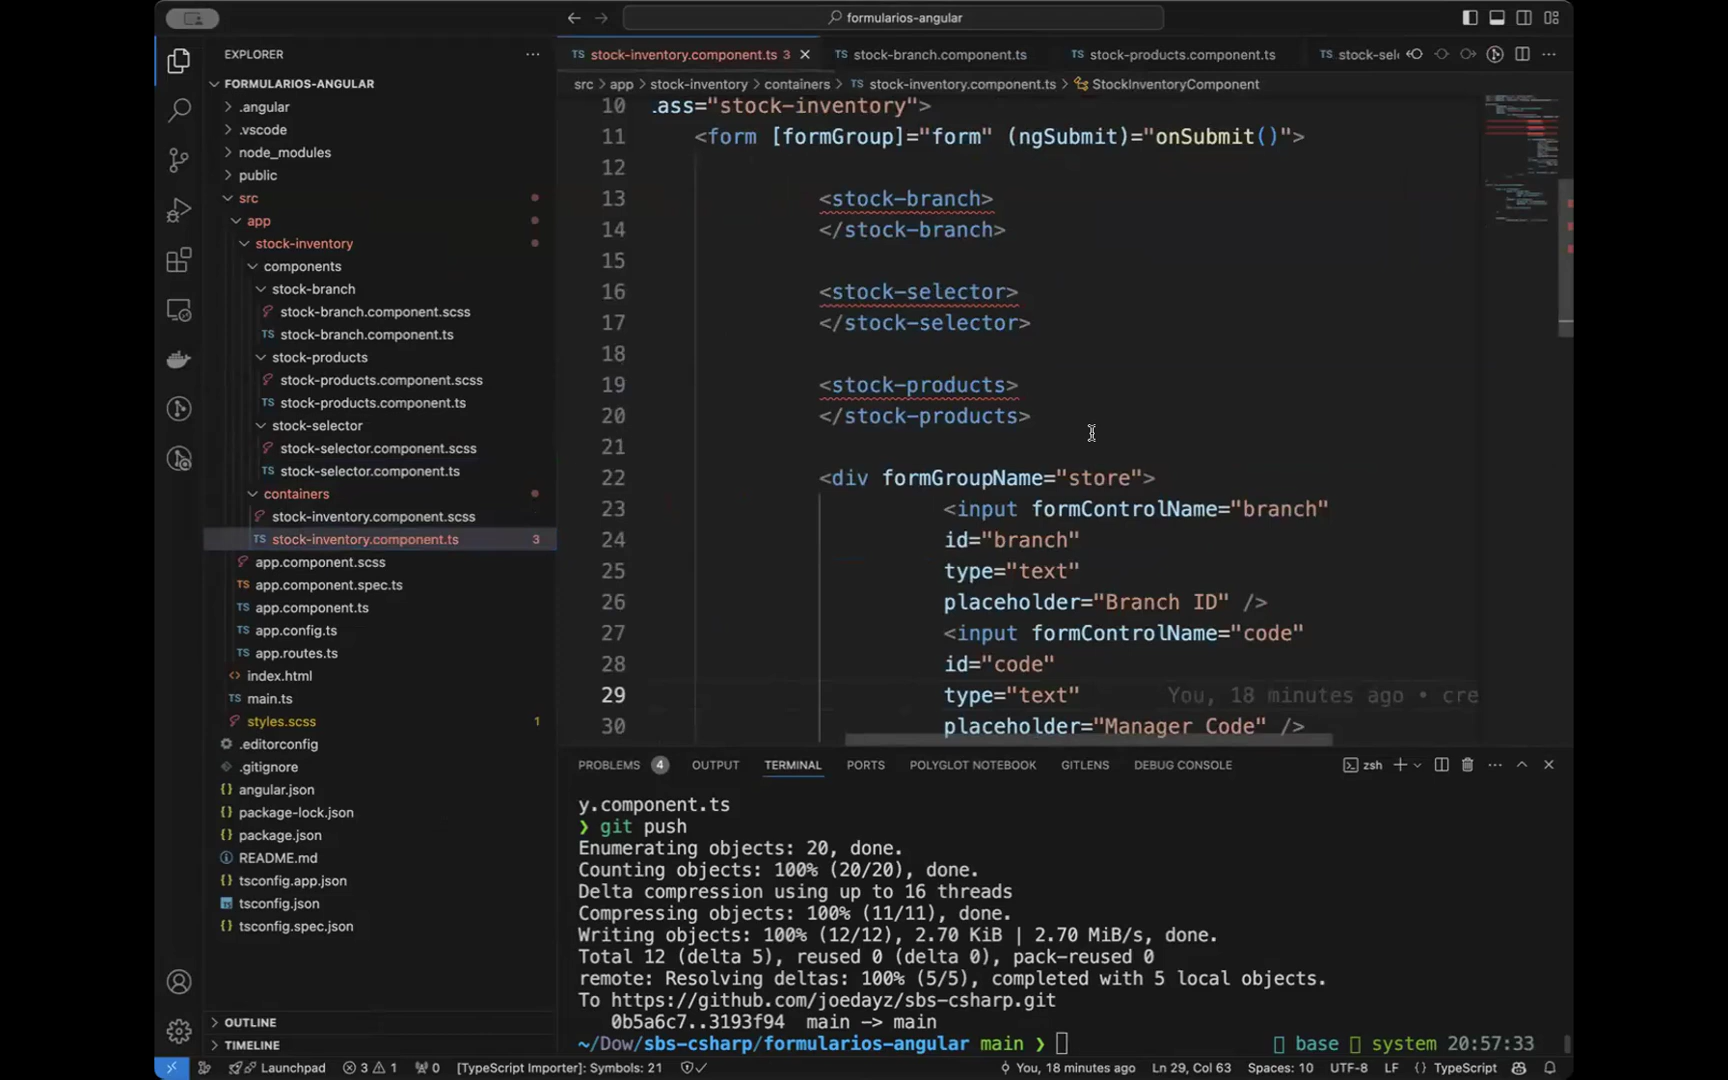 formularios-angular
EXPLORER
FORMULARIOS-ANGULAR
.angular
.vscode
node_modules
public
src
app
stock-inventory
components
stock-branch
stock-branch.component.scss
TS stock-branch.component.ts
stock-products
stock-products.component.scss
TS stock-products.component.ts
stock-selector
stock-selector.component.scss
TS stock-selector.component.ts
containers
stock-inventory.component.scss
TS stock-inventory.component.ts 3
app.component.scss
TS app.component.spec.ts
TS app.component.ts
TS app.config.ts
TS app.routes.ts
<> index.html
TS main.ts
styles.scss 1
.editorconfig
.gitignore
{} angular.json
{} package-lock.json
{} package.json
README.md
{} tsconfig.app.json
tsconfig.json
{} tsconfig.spec.json
OUTLINE
TIMELINE
TS stock-inventory.component.ts 3
TS stock-branch.component.ts
TS stock-products.component.ts
TS stock-sele
src > app > stock-inventory > containers > TS stock-inventory.component.ts > StockInventoryComponent
10 .ass="stock-inventory">
11 <form [formGroup]="form" (ngSubmit)="onSubmit()">
12
13 <stock-branch>
14 </stock-branch>
15
16 <stock-selector>
17 </stock-selector>
18
19 <stock-products>
20 </stock-products>
21
22 <div formGroupName="store">
23 <input formControlName="branch"
24 id="branch"
25 type="text"
26 placeholder="Branch ID" />
27 <input formControlName="code"
28 id="code"
29 type="text" You, 18 minutes ago • cre
30 placeholder="Manager Code" />
PROBLEMS 4 OUTPUT TERMINAL PORTS POLYGLOT NOTEBOOK GITLENS DEBUG CONSOLE zsh
y.component.ts
❯ git push
Enumerating objects: 20, done.
Counting objects: 100% (20/20), done.
Delta compression using up to 16 threads
Compressing objects: 100% (11/11), done.
Writing objects: 100% (12/12), 2.70 KiB | 2.70 MiB/s, done.
Total 12 (delta 5), reused 0 (delta 0), pack-reused 0
remote: Resolving deltas: 100% (5/5), completed with 5 local objects.
To https://github.com/joedayz/sbs-csharp.git
0b5a6c7..3193f94 main -> main
~/Dow/sbs-csharp/formularios-angular main ❯ base system 20:57:33
Launchpad 3 1 0 [TypeScript Importer]: Symbols: 21 You, 18 minutes ago Ln 29, Col 63 Spaces: 10 UTF-8 LF {} TypeScript